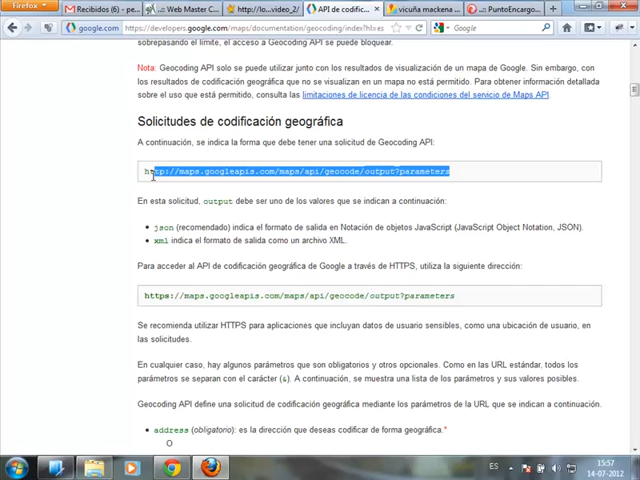 Firefox
Recibidos (6) - pe...
.:: Web Master C...
http://lo...video_2/
API de codific...
vicuña mackena ...
..:: PuntoEncargo...
google.com https://developers.google.com/maps/documentation/geocoding/index?hl=es
Google
sobrepasando el límite, el acceso a Geocoding API se puede bloquear.
Nota: Geocoding API solo se puede utilizar junto con los resultados de visualización de un mapa de Google. Sin embargo, con
los resultados de codificación geográfica que no se visualizan en un mapa no está permitido. Para obtener información detallada
sobre el uso que está permitido, consulta las limitaciones de licencia de las condiciones del servicio de Maps API.
Solicitudes de codificación geográfica
A continuación, se indica la forma que debe tener una solicitud de Geocoding API:
http://maps.googleapis.com/maps/api/geocode/output?parameters
En esta solicitud, output debe ser uno de los valores que se indican a continuación:
• json (recomendado) indica el formato de salida en Notación de objetos JavaScript (JavaScript Object Notation, JSON).
• xml indica el formato de salida como un archivo XML.
Para acceder al API de codificación geográfica de Google a través de HTTPS, utiliza la siguiente dirección:
https://maps.googleapis.com/maps/api/geocode/output?parameters
Se recomienda utilizar HTTPS para aplicaciones que incluyan datos de usuario sensibles, como una ubicación de usuario, en
las solicitudes.
En cualquier caso, hay algunos parámetros que son obligatorios y otros opcionales. Como en las URL estándar, todos los
parámetros se separan con el carácter (&). A continuación, se muestra una lista de los parámetros y sus valores posibles.
Geocoding API define una solicitud de codificación geográfica mediante los parámetros de la URL que se indican a continuación.
• address (obligatorio): es la dirección que deseas codificar de forma geográfica.*
O
ES
15:57
14-07-2012